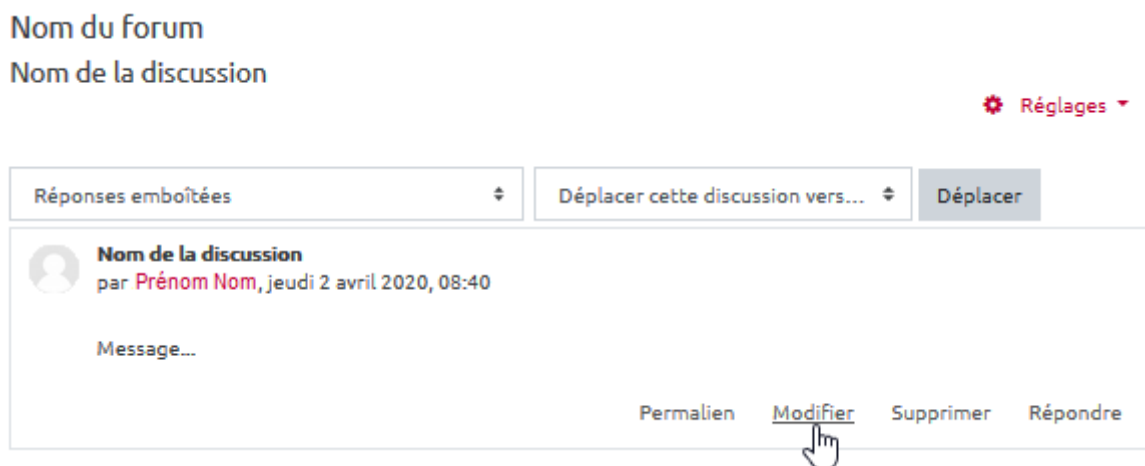 Nom du forum
Nom de la discussion
Réglages
Réponses emboîtées Déplacer cette discussion vers... Déplacer
Nom de la discussion
par Prénom Nom, jeudi 2 avril 2020, 08:40
Message...
Permalien Modifier Supprimer Répondre